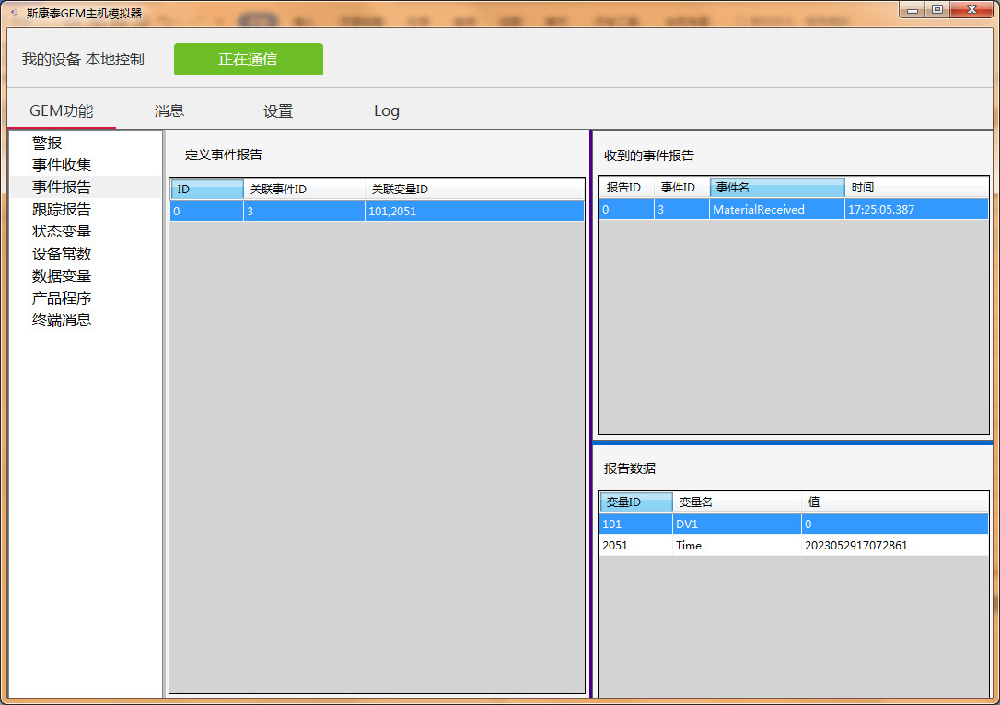 斯康泰GEM主机模拟器
我的设备 本地控制
正在通信
GEM功能 消息 设置 Log
警报
事件收集
事件报告
跟踪报告
状态变量
设备常数
数据变量
产品程序
终端消息
定义事件报告
ID 关联事件ID 关联变量ID
0 3 101,2051
收到的事件报告
报告ID 事件ID 事件名 时间
0 3 MaterialReceived 17:25:05.387
报告数据
变量ID 变量名 值
101 DV1 0
2051 Time 2023052917072861